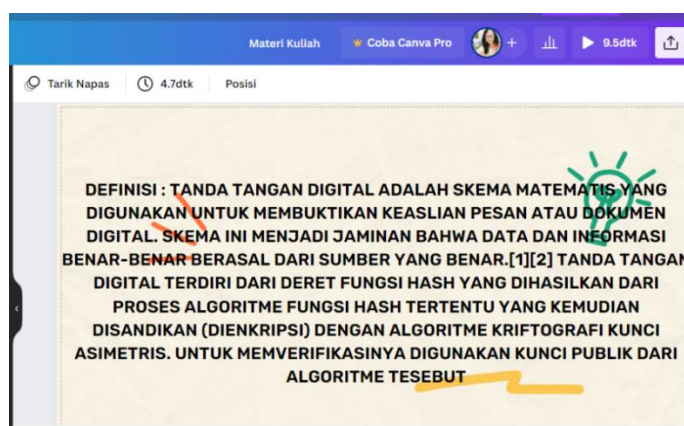 Materi Kuliah
Coba Canva Pro
9.5dtk
Tarik Napas
4.7dtk
Posisi
DEFINISI : TANDA TANGAN DIGITAL ADALAH SKEMA MATEMATIS YANG
DIGUNAKAN UNTUK MEMBUKTIKAN KEASLIAN PESAN ATAU DOKUMEN
DIGITAL. SKEMA INI MENJADI JAMINAN BAHWA DATA DAN INFORMASI
BENAR-BENAR BERASAL DARI SUMBER YANG BENAR.[1][2] TANDA TANGAN
DIGITAL TERDIRI DARI DERET FUNGSI HASH YANG DIHASILKAN DARI
PROSES ALGORITME FUNGSI HASH TERTENTU YANG KEMUDIAN
DISANDIKAN (DIENKRIPSI) DENGAN ALGORITME KRIFTOGRAFI KUNCI
ASIMETRIS. UNTUK MEMVERIFIKASINYA DIGUNAKAN KUNCI PUBLIK DARI
ALGORITME TESEBUT